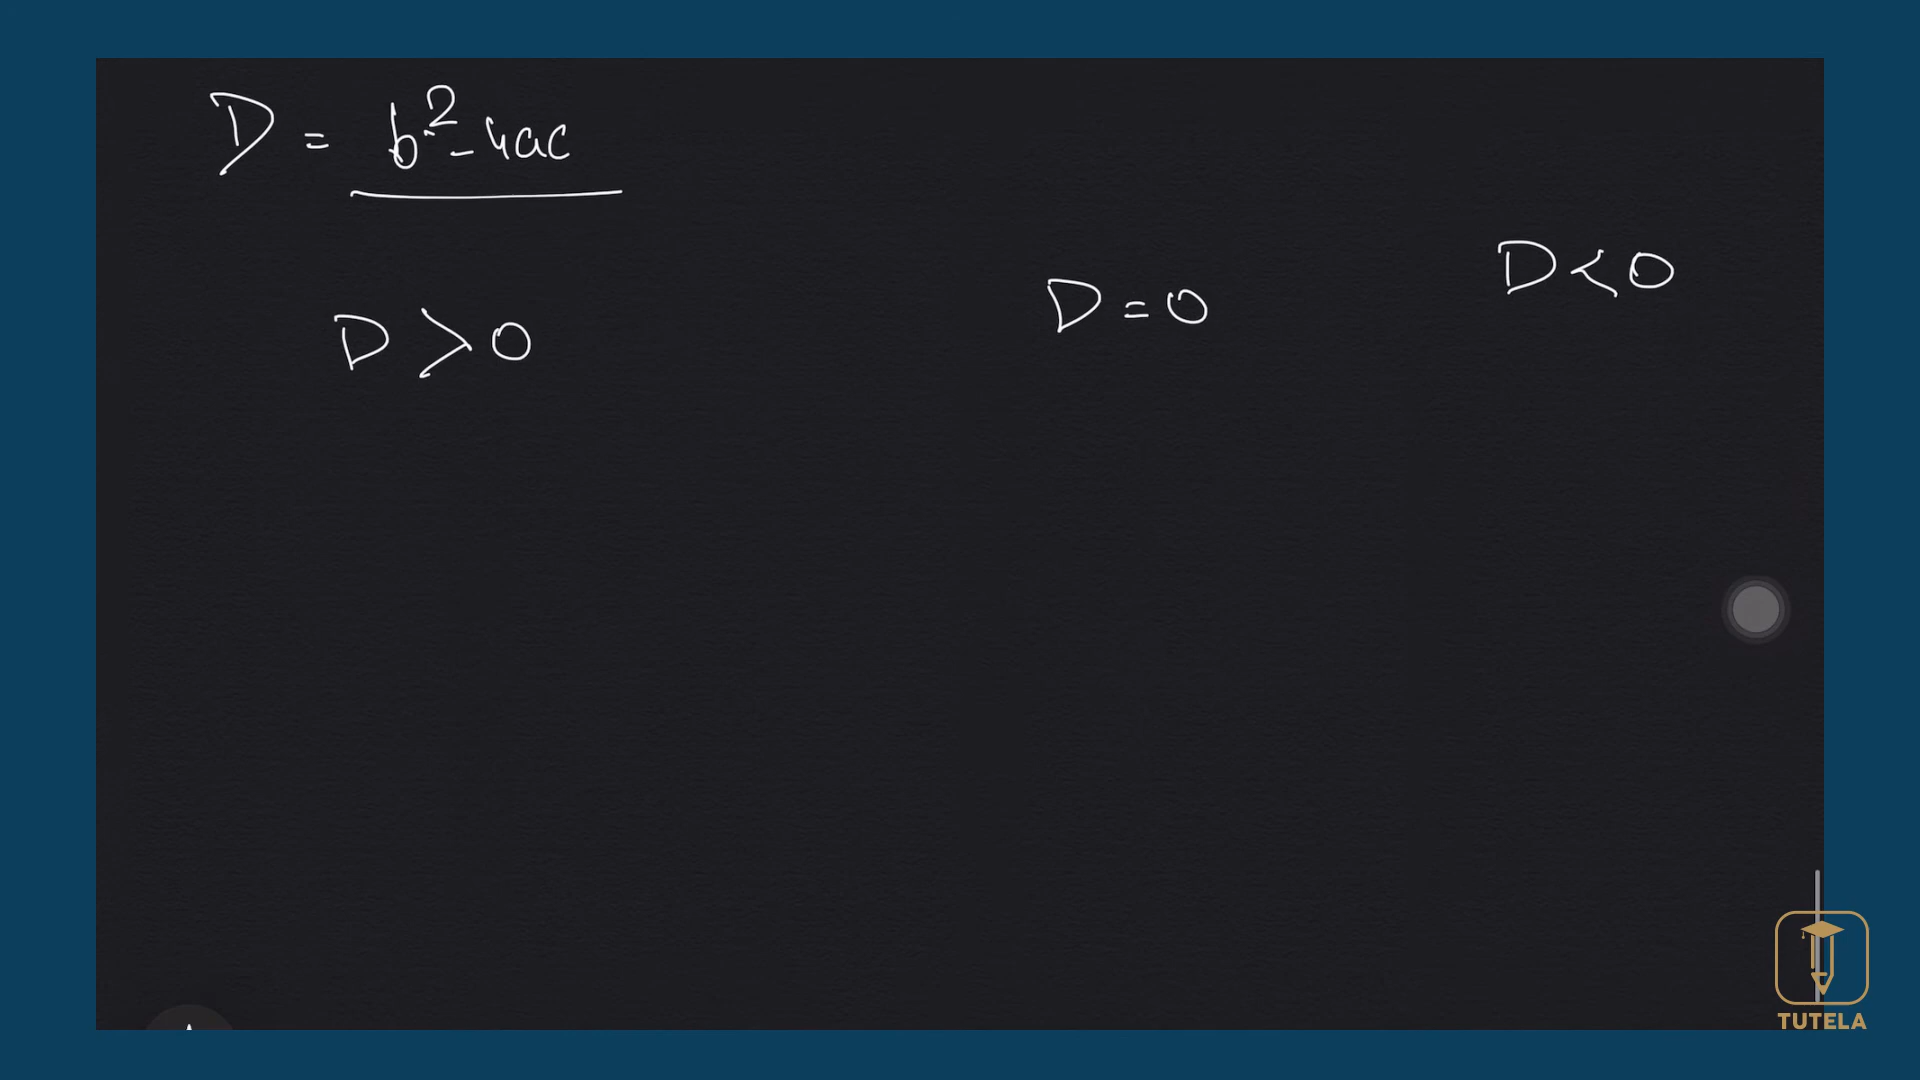 D = b² - 4ac
D > 0
D = 0
D < 0
TUTELA